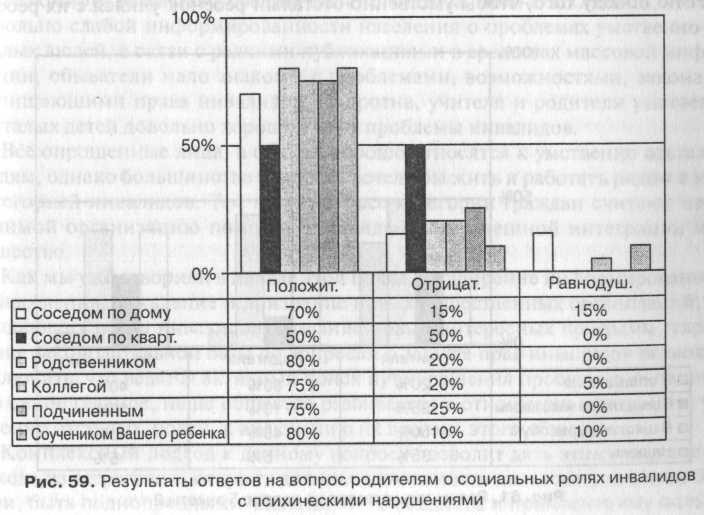 100%
50%
0%
Положит. Отрицат. Равнодуш.
Соседом по дому 70% 15% 15%
Соседом по кварт. 50% 50% 0%
Родственником 80% 20% 0%
Коллегой 75% 20% 5%
Подчиненным 75% 25% 0%
Соучеником Вашего ребенка 80% 10% 10%
Рис. 59. Результаты ответов на вопрос родителям о социальных ролях инвалидов
с психическими нарушениями